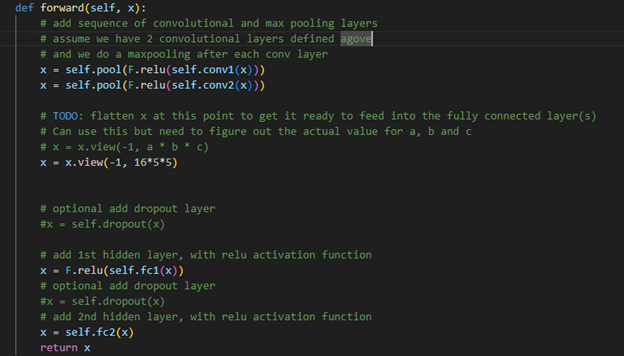 def forward(self, x):
# add sequence of convolutional and max pooling layers
# assume we have 2 convolutional layers defined agove
# and we do a maxpooling after each conv layer
x = self.pool(F.relu(self.conv1(x)))
x = self.pool(F.relu(self.conv2(x)))
# TODO: flatten x at this point to get it ready to feed into the fully connected layer(s)
# Can use this but need to figure out the actual value for a, b and c
# x = x.view(-1, a * b * c)
x = x.view(-1, 16*5*5)
# optional add dropout layer
#x = self.dropout(x)
# add 1st hidden layer, with relu activation function
x = F.relu(self.fc1(x))
# optional add dropout layer
#x = self.dropout(x)
# add 2nd hidden layer, with relu activation function
x = self.fc2(x)
return x